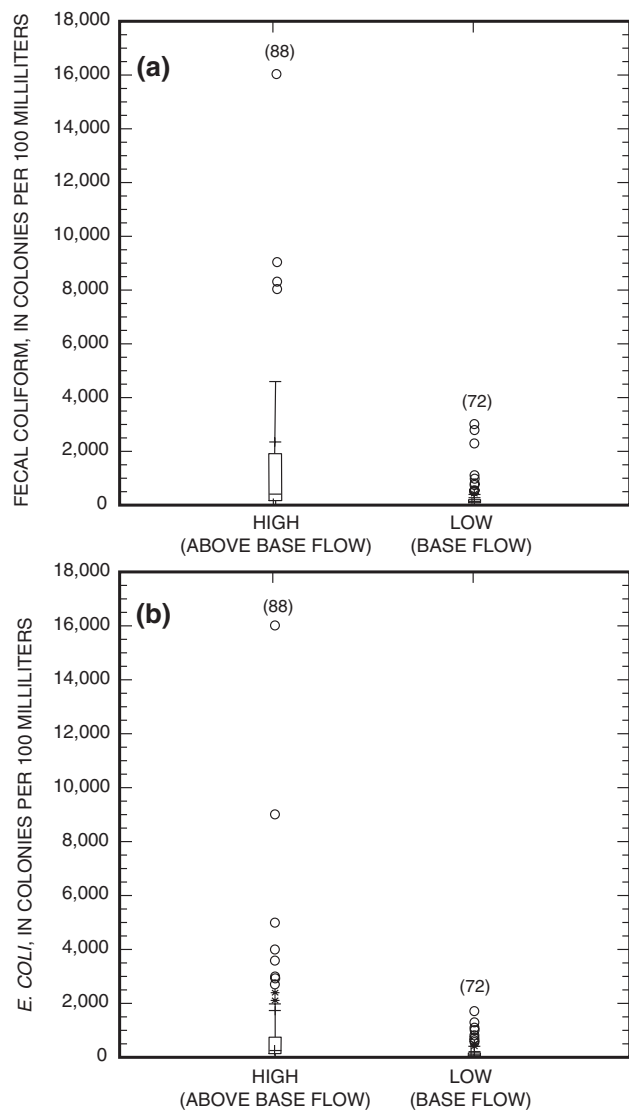 FECAL COLIFORM, IN COLONIES PER 100 MILLILITERS
(a)
18,000
16,000
14,000
12,000
10,000
8,000
6,000
4,000
2,000
0
(88)
(72)
HIGH
(ABOVE BASE FLOW)
LOW
(BASE FLOW)
E. COLI, IN COLONIES PER 100 MILLILITERS
(b)
18,000
16,000
14,000
12,000
10,000
8,000
6,000
4,000
2,000
0
(88)
(72)
HIGH
(ABOVE BASE FLOW)
LOW
(BASE FLOW)